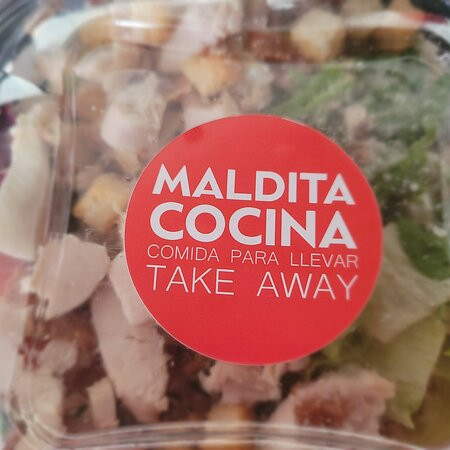 MALDITA
COCINA
COMIDA PARA LLEVAR
TAKE AWAY